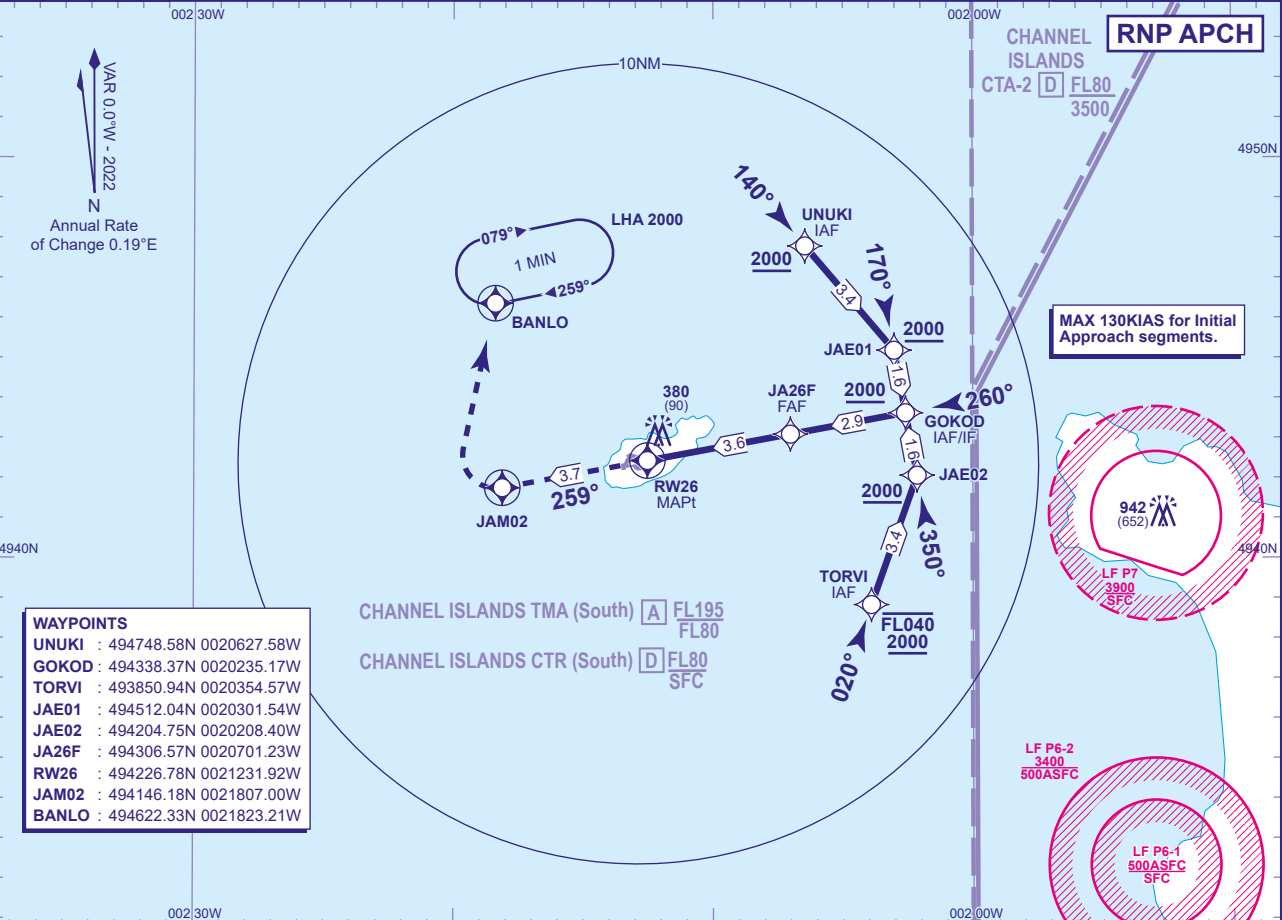 002 30W
002 00W
RNP APCH
CHANNEL
ISLANDS
CTA-2 D FL80
3500
10NM
VAR 0.0°W - 2022
N
Annual Rate
of Change 0.19°E
4950N
140°
UNUKI
IAF
2000
LHA 2000
079°
1 MIN
259°
BANLO
170°
3.4
2000
JAE01
MAX 130KIAS for Initial
Approach segments.
1.6
380
(90)
JA26F
FAF
2000
260°
GOKOD
IAF/IF
2.9
3.6
1.6
3.7
259°
RW26
MAPt
JAE02
2000
JAM02
942
(652)
4940N
4940N
3.4
350°
TORVI
IAF
LF P7
3900
SFC
FL040
2000
020°
CHANNEL ISLANDS TMA (South) A FL195
FL80
CHANNEL ISLANDS CTR (South) D FL80
SFC
WAYPOINTS
UNUKI : 494748.58N 0020627.58W
GOKOD : 494338.37N 0020235.17W
TORVI : 493850.94N 0020354.57W
JAE01 : 494512.04N 0020301.54W
JAE02 : 494204.75N 0020208.40W
JA26F : 494306.57N 0020701.23W
RW26 : 494226.78N 0021231.92W
JAM02 : 494146.18N 0021807.00W
BANLO : 494622.33N 0021823.21W
LF P6-2
3400
500ASFC
LF P6-1
500ASFC
SFC
002 30W
002 00W